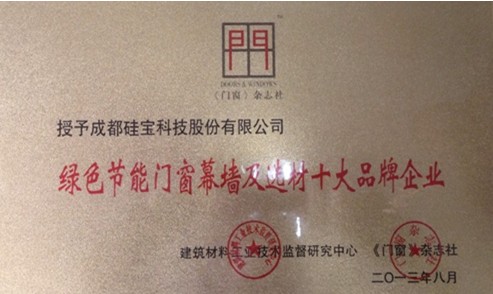 門
DOORS & WINDOWS
《门窗》杂志社
授予成都硅宝科技股份有限公司
绿色节能门窗幕墙及选材十大品牌企业
建筑材料工业技术监督研究中心 《门窗》杂志社
二〇一三年八月